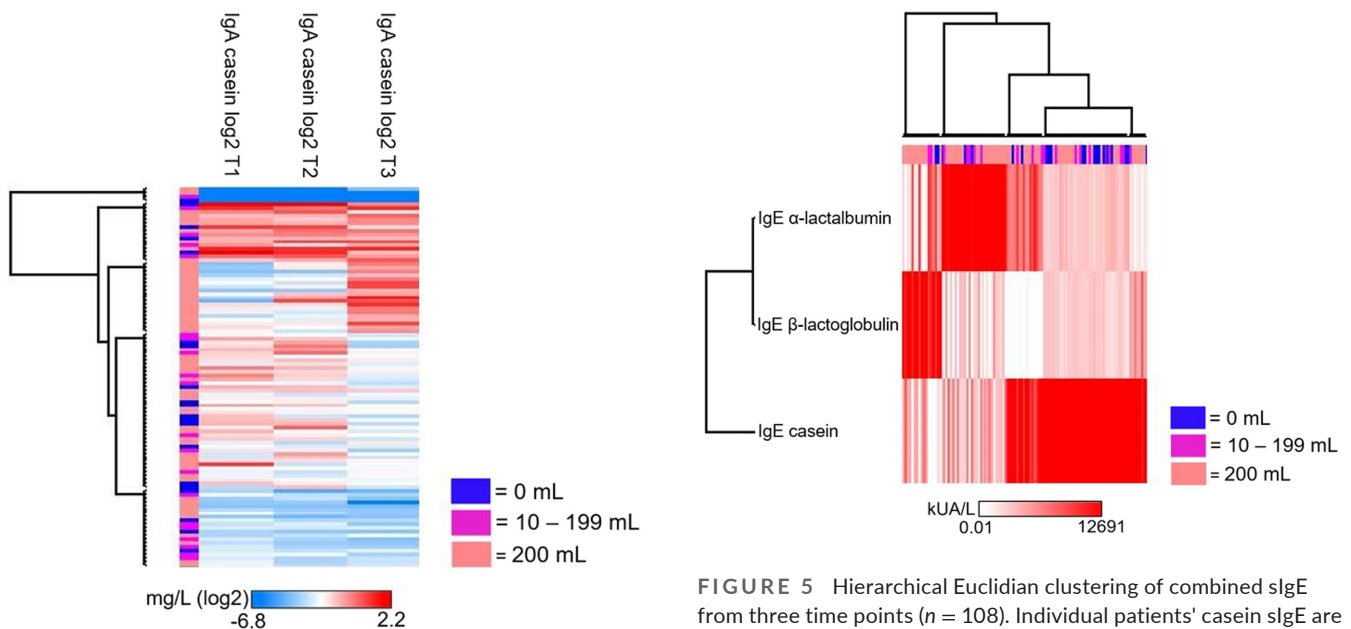 IgA casein log2 T1
IgA casein log2 T2
IgA casein log2 T3
= 0 mL
= 10 – 199 mL
= 200 mL
mg/L (log2)
-6.8 2.2
IgE α-lactalbumin
IgE β-lactoglobulin
IgE casein
= 0 mL
= 10 – 199 mL
= 200 mL
kUA/L
0.01 12691
FIGURE 5 Hierarchical Euclidian clustering of combined sIgE
from three time points (n = 108). Individual patients' casein sIgE are